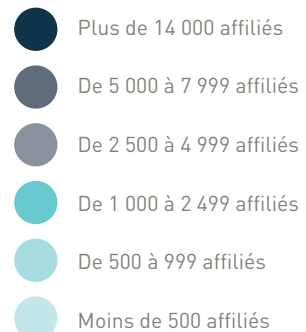 Plus de 14 000 affiliés
De 5 000 à 7 999 affiliés
De 2 500 à 4 999 affiliés
De 1 000 à 2 499 affiliés
De 500 à 999 affiliés
Moins de 500 affiliés